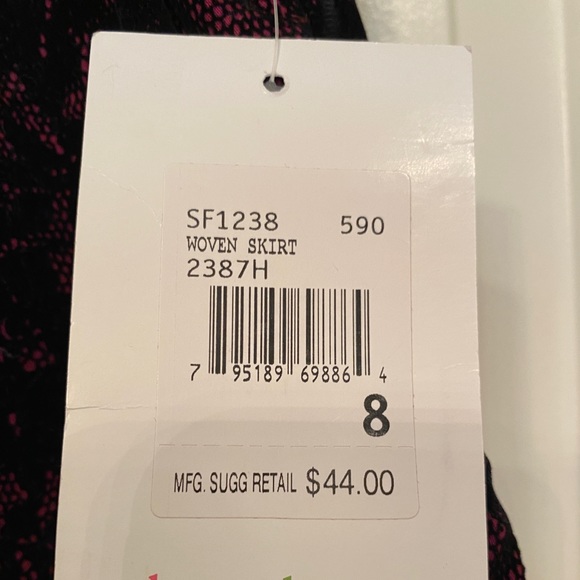 SF1238 590
WOVEN SKIRT
2387H
7 95189 69886 4
8
MFG. SUGG RETAIL $44.00